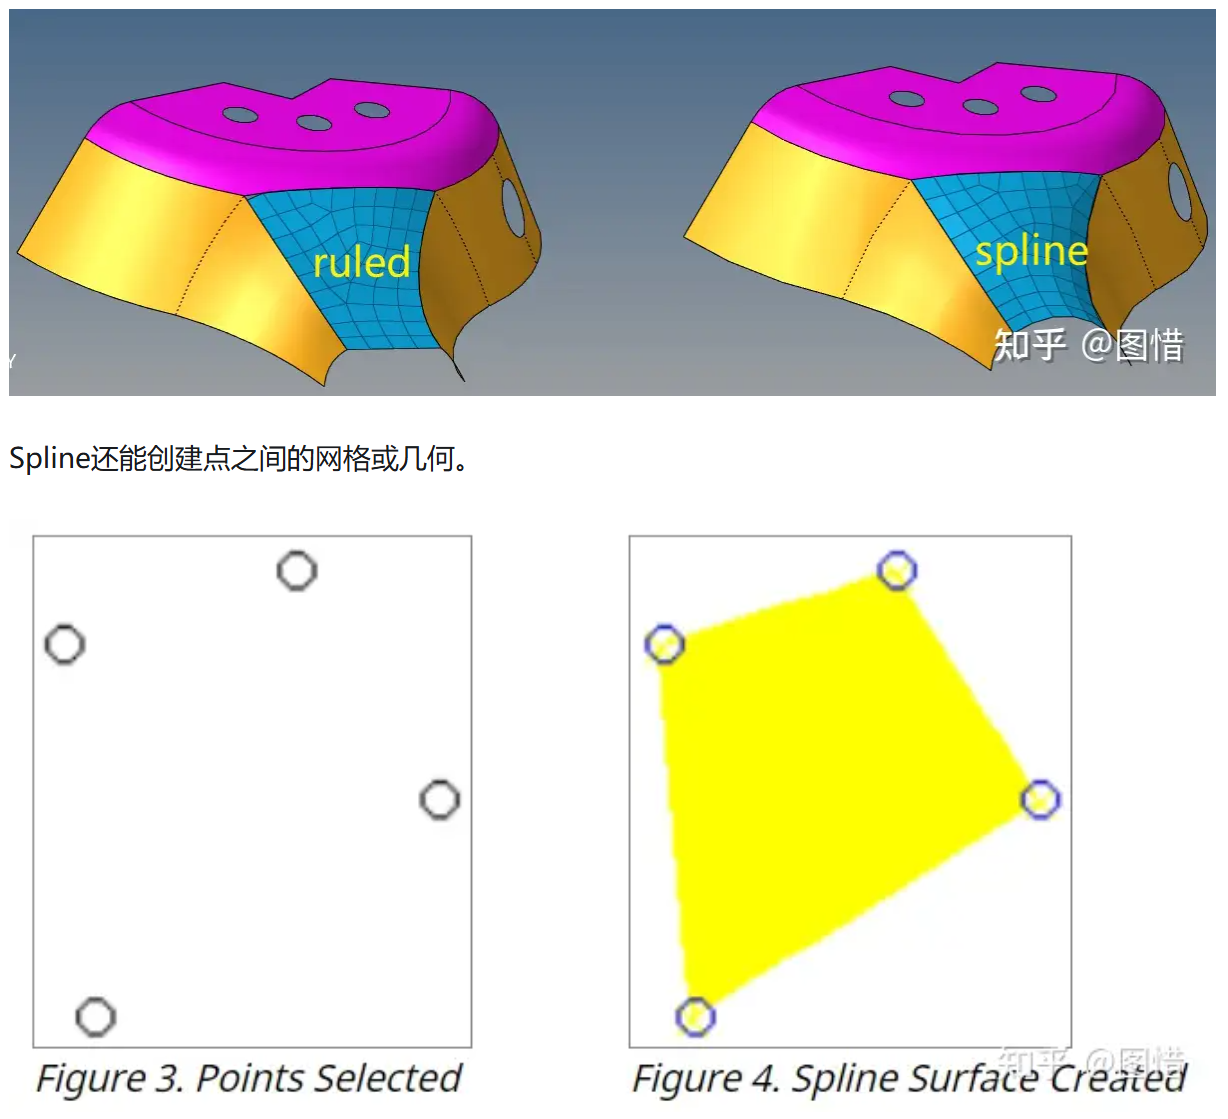 ruled
spline
Y
知乎 @图惜
Spline还能创建点之间的网格或几何。
Figure 3. Points Selected
Figure 4. Spline Surface Created
知乎 @图惜